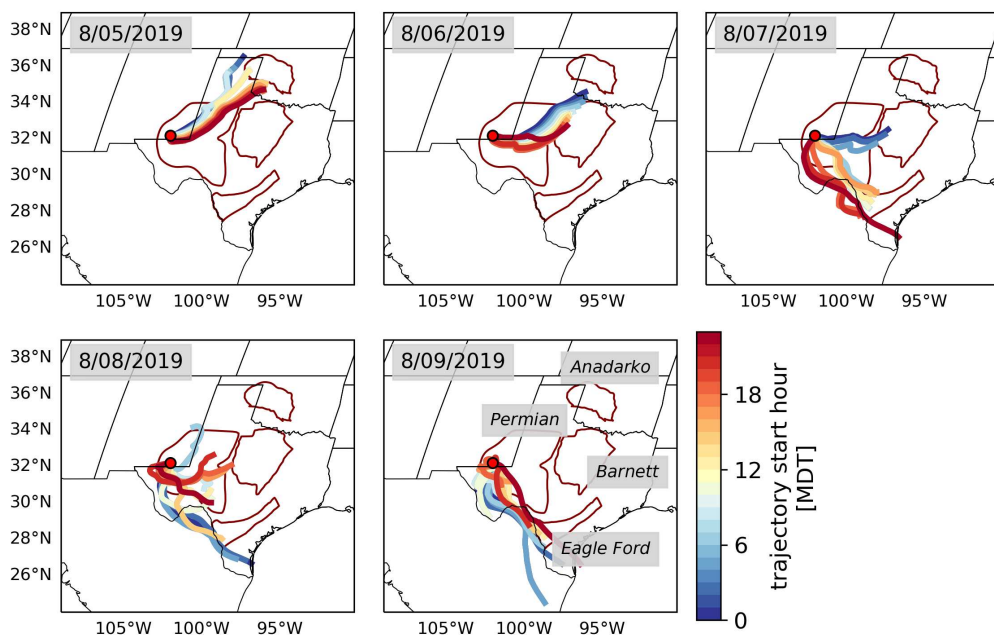 8/05/2019
8/06/2019
8/07/2019
38°N
36°N
34°N
32°N
30°N
28°N
26°N
105°W 100°W 95°W
105°W 100°W 95°W
105°W 100°W 95°W
8/08/2019
8/09/2019
38°N
36°N
34°N
32°N
30°N
28°N
26°N
105°W 100°W 95°W
105°W 100°W 95°W
Anadarko
Permian
Barnett
Eagle Ford
18
12
6
0
trajectory start hour
[MDT]